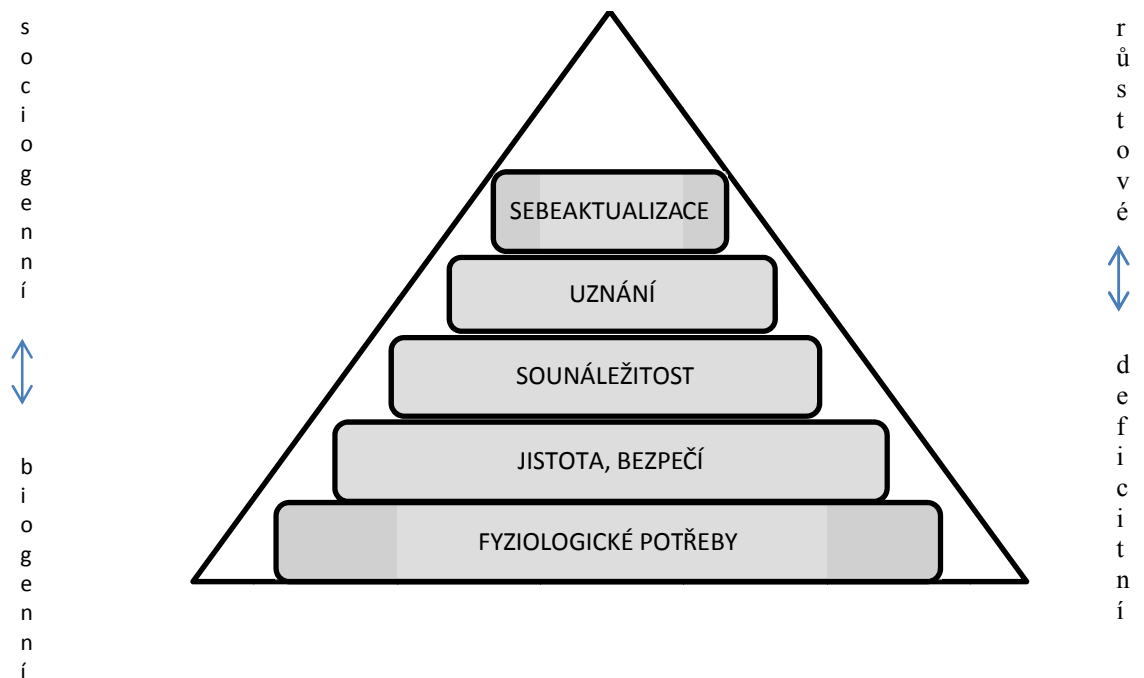 sociogenní
biogenní
SEBEAKTUALIZACE
UZNÁNÍ
SOUNÁLEŽITOST
JISTOTA, BEZPEČÍ
FYZIOLOGICKÉ POTŘEBY
růstové
deficitní